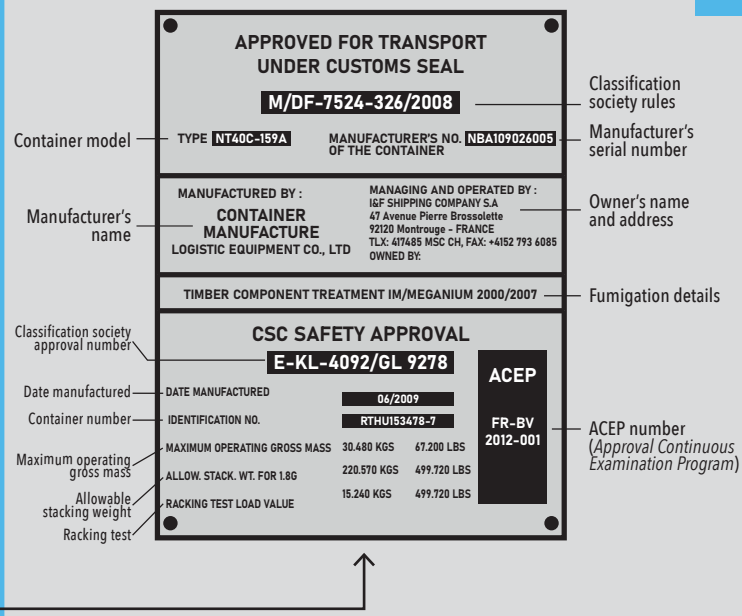 APPROVED FOR TRANSPORT
UNDER CUSTOMS SEAL
M/DF-7524-326/2008
Classification
society rules
Container model
TYPE NT40C-159A
MANUFACTURER'S NO. NBA109026005
OF THE CONTAINER
Manufacturer's
serial number
Manufacturer's
name
MANUFACTURED BY :
CONTAINER
MANUFACTURE
LOGISTIC EQUIPMENT CO., LTD
MANAGING AND OPERATED BY :
I&F SHIPPING COMPANY S.A
47 Avenue Pierre Brossolette
92120 Montrouge - FRANCE
TLX: 417485 MSC CH, FAX: +4152 793 6085
OWNED BY:
Owner's name
and address
TIMBER COMPONENT TREATMENT IM/MEGANIUM 2000/2007
Fumigation details
CSC SAFETY APPROVAL
Classification society
approval number
E-KL-4092/GL 9278
Date manufactured
DATE MANUFACTURED
06/2009
Container number
IDENTIFICATION NO.
RTHU153478-7
Maximum operating
gross mass
MAXIMUM OPERATING GROSS MASS 30.480 KGS 67.200 LBS
Allowable
stacking weight
ALLOW. STACK. WT. FOR 1.8G 220.570 KGS 499.720 LBS
Racking test
RACKING TEST LOAD VALUE 15.240 KGS 499.720 LBS
ACEP
FR-BV
2012-001
ACEP number
(Approval Continuous
Examination Program)